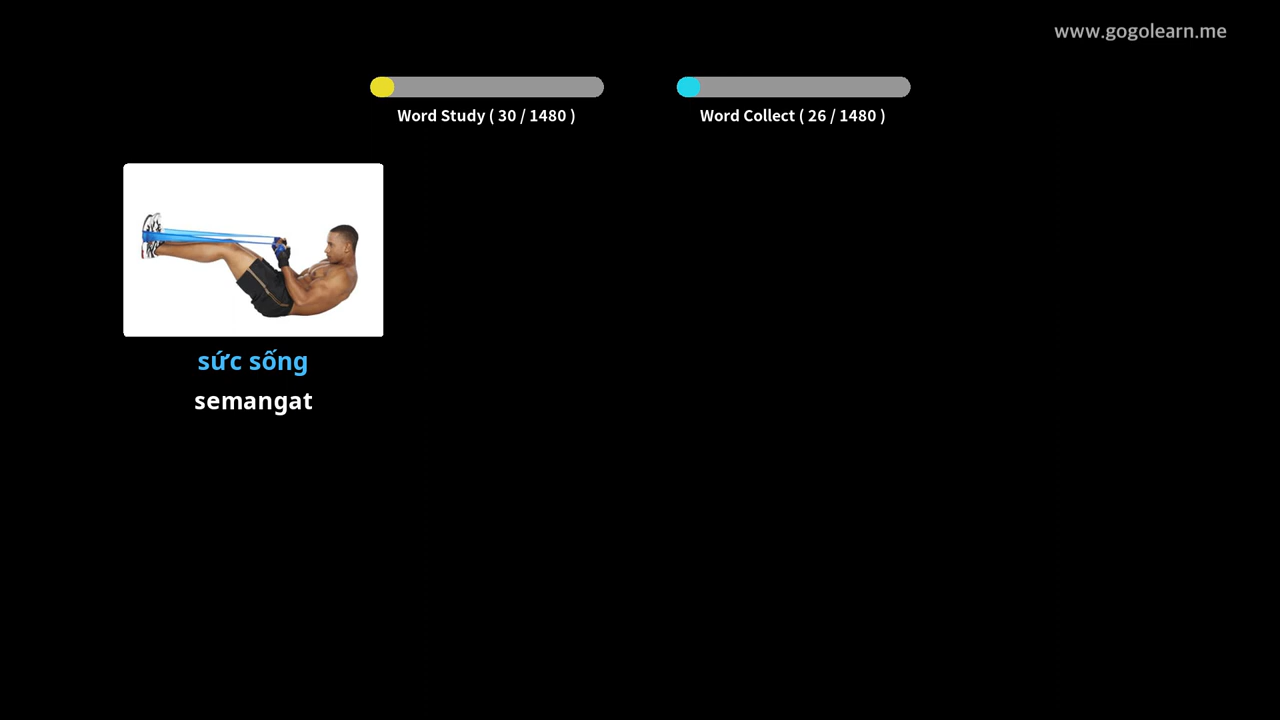 www.gogolearn.me
Word Study ( 30 / 1480 )
Word Collect ( 26 / 1480 )
sức sống
semangat